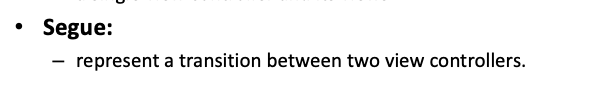 • Segue:
– represent a transition between two view controllers.